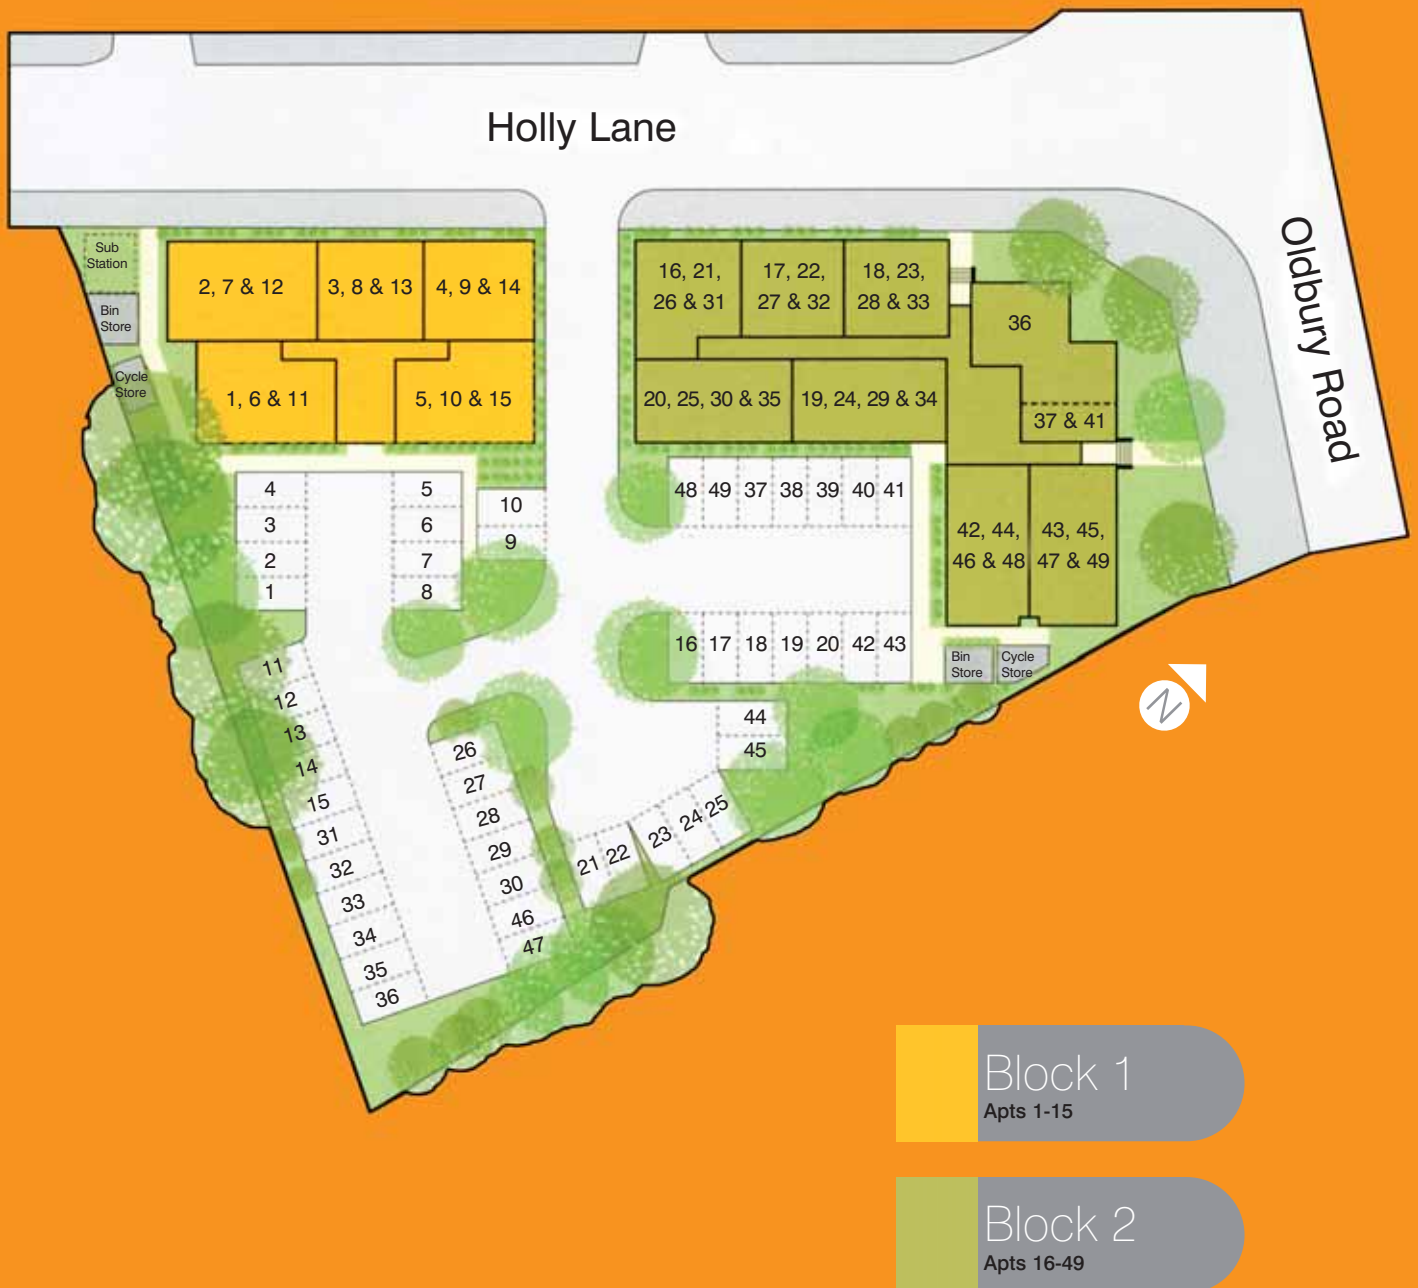 Holly Lane
Oldbury Road
Sub
Station
Bin
Store
Cycle
Store
2, 7 & 12
3, 8 & 13
4, 9 & 14
1, 6 & 11
5, 10 & 15
16, 21,
26 & 31
17, 22,
27 & 32
18, 23,
28 & 33
36
20, 25, 30 & 35
19, 24, 29 & 34
37 & 41
42, 44,
46 & 48
43, 45,
47 & 49
4
3
2
1
5
6
7
8
10
9
48 49 37 38 39 40 41
16 17 18 19 20 42 43
Bin
Store
Cycle
Store
44
45
11
12
13
14
15
31
32
33
34
35
36
26
27
28
29
30
46
47
21 22 23 24 25
N
Block 1
Apts 1-15
Block 2
Apts 16-49